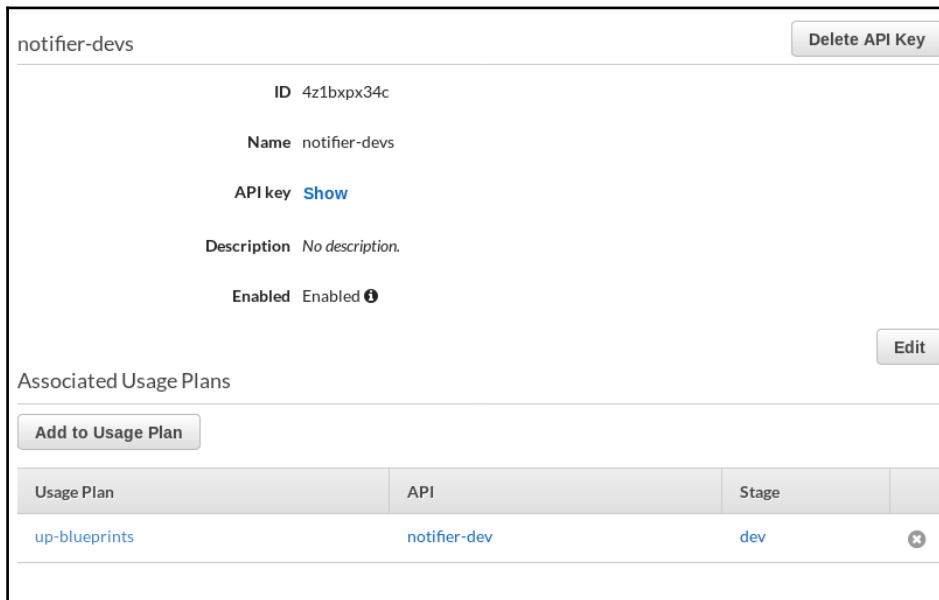 notifier-devs Delete API Key
ID 4z1bxpx34c
Name notifier-devs
API key Show
Description No description.
Enabled Enabled
Edit
Associated Usage Plans
Add to Usage Plan
Usage Plan API Stage
up-blueprints notifier-dev dev